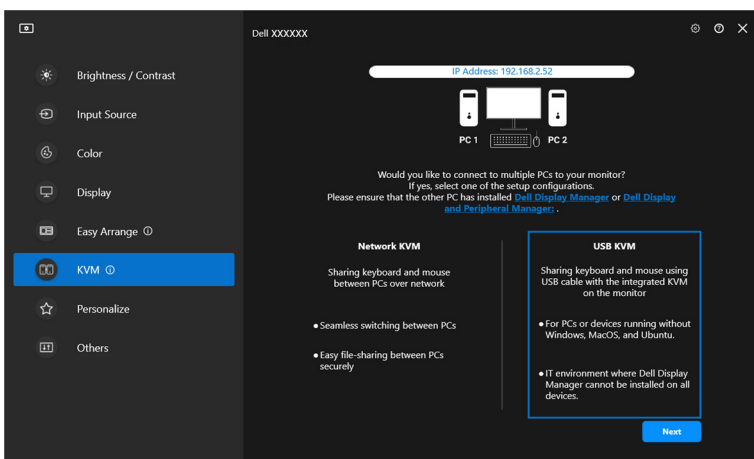 Dell XXXXXX
Brightness / Contrast
Input Source
Color
Display
Easy Arrange
KVM
Personalize
Others
IP Address: 192.168.2.52
PC 1
PC 2
Would you like to connect to multiple PCs to your monitor?
If yes, select one of the setup configurations.
Please ensure that the other PC has installed Dell Display Manager or Dell Display
and Peripheral Manager: .
Network KVM
Sharing keyboard and mouse
between PCs over network
• Seamless switching between PCs
• Easy file-sharing between PCs
securely
USB KVM
Sharing keyboard and mouse using
USB cable with the integrated KVM
on the monitor
• For PCs or devices running without
Windows, MacOS, and Ubuntu.
• IT environment where Dell Display
Manager cannot be installed on all
devices.
Next